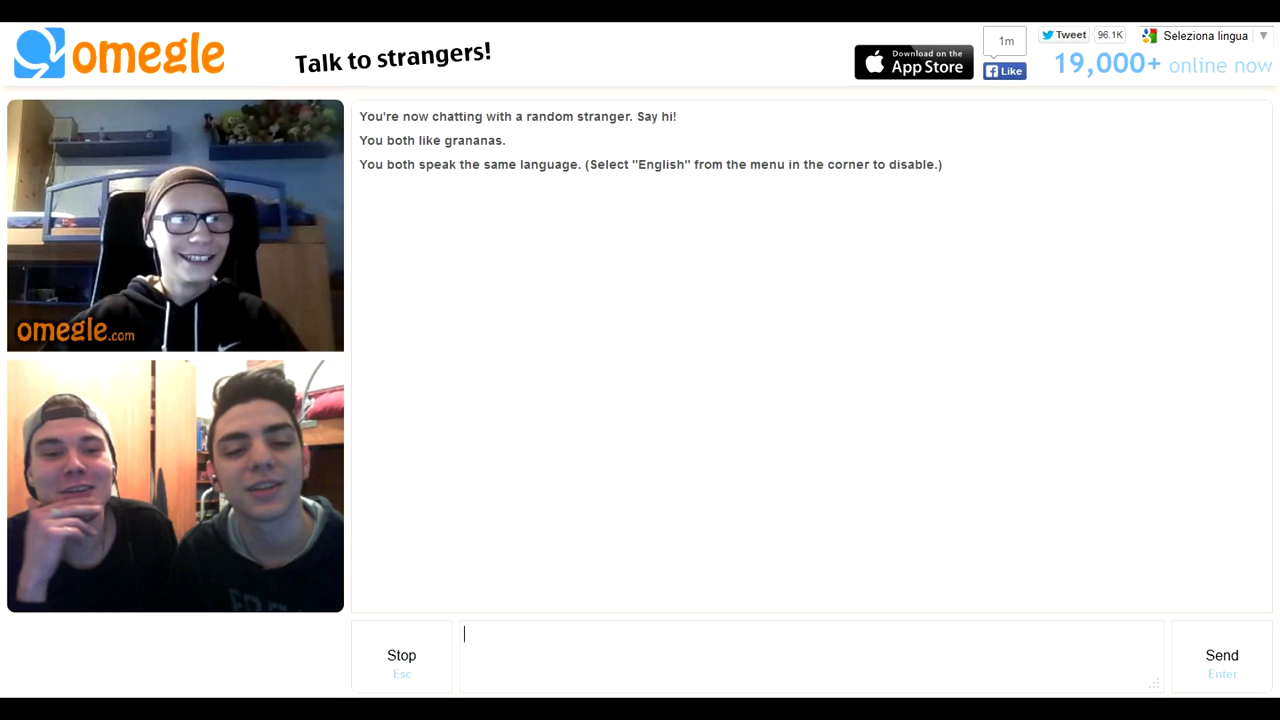 omegle
Talk to strangers!
Download on the
App Store
1m
Like
Tweet
96.1K
Seleziona lingua
19,000+ online now
You're now chatting with a random stranger. Say hi!
You both like grananas.
You both speak the same language. (Select "English" from the menu in the corner to disable.)
omegle.com
Stop
Esc
Send
Enter